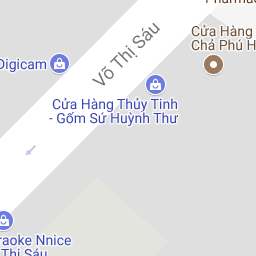 Digicam
Võ Thị Sáu
Cửa Hàng
Chả Phú H
Cửa Hàng Thủy Tinh
- Gốm Sứ Huỳnh Thư
raoke Nnice
Thị Sáu